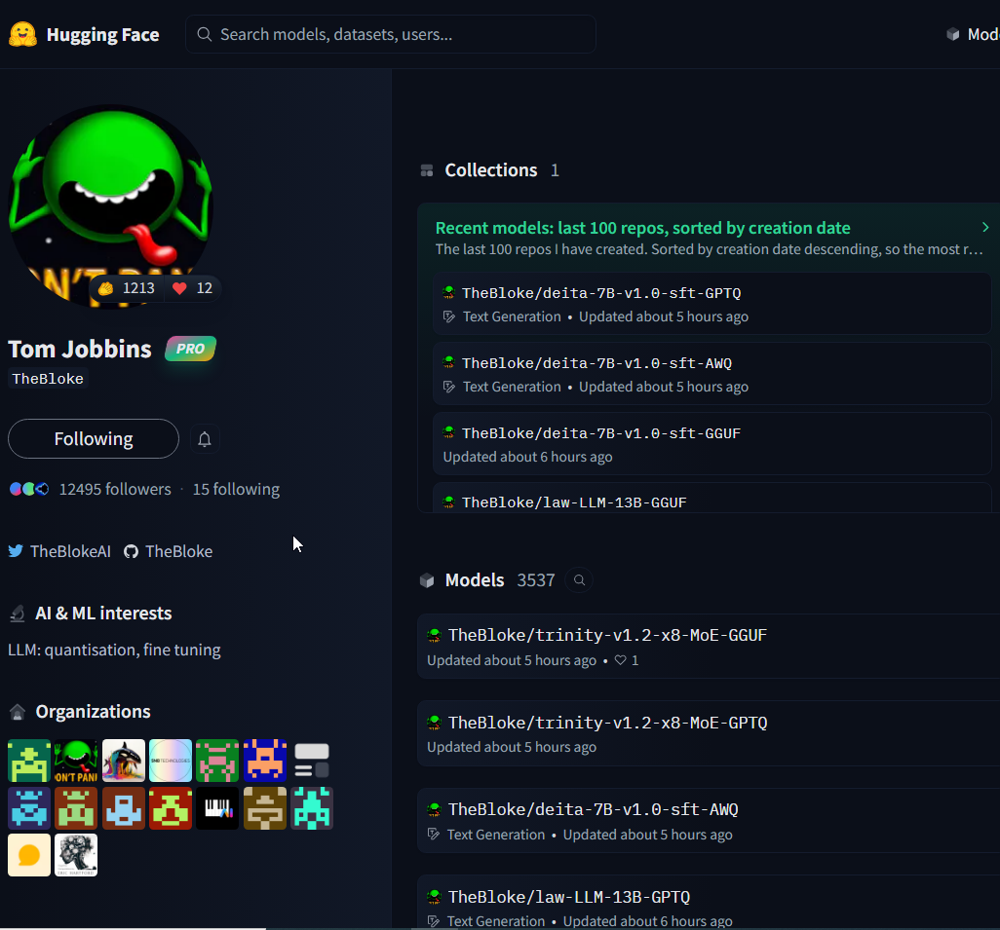 Hugging Face
Search models, datasets, users...
DON'T PANI
1213
12
Tom Jobbins PRO
TheBloke
Following
12495 followers · 15 following
TheBlokeAI TheBloke
AI & ML interests
LLM: quantisation, fine tuning
Organizations
Collections 1
Recent models: last 100 repos, sorted by creation date
The last 100 repos I have created. Sorted by creation date descending, so the most r…
TheBloke/deita-7B-v1.0-sft-GPTQ
Text Generation • Updated about 5 hours ago
TheBloke/deita-7B-v1.0-sft-AWQ
Text Generation • Updated about 5 hours ago
TheBloke/deita-7B-v1.0-sft-GGUF
Updated about 6 hours ago
TheBloke/law-LLM-13B-GGUF
Models 3537
TheBloke/trinity-v1.2-x8-MoE-GGUF
Updated about 5 hours ago • 1
TheBloke/trinity-v1.2-x8-MoE-GPTQ
Updated about 5 hours ago
TheBloke/deita-7B-v1.0-sft-AWQ
Text Generation • Updated about 5 hours ago
TheBloke/law-LLM-13B-GPTQ
Text Generation • Updated about 6 hours ago